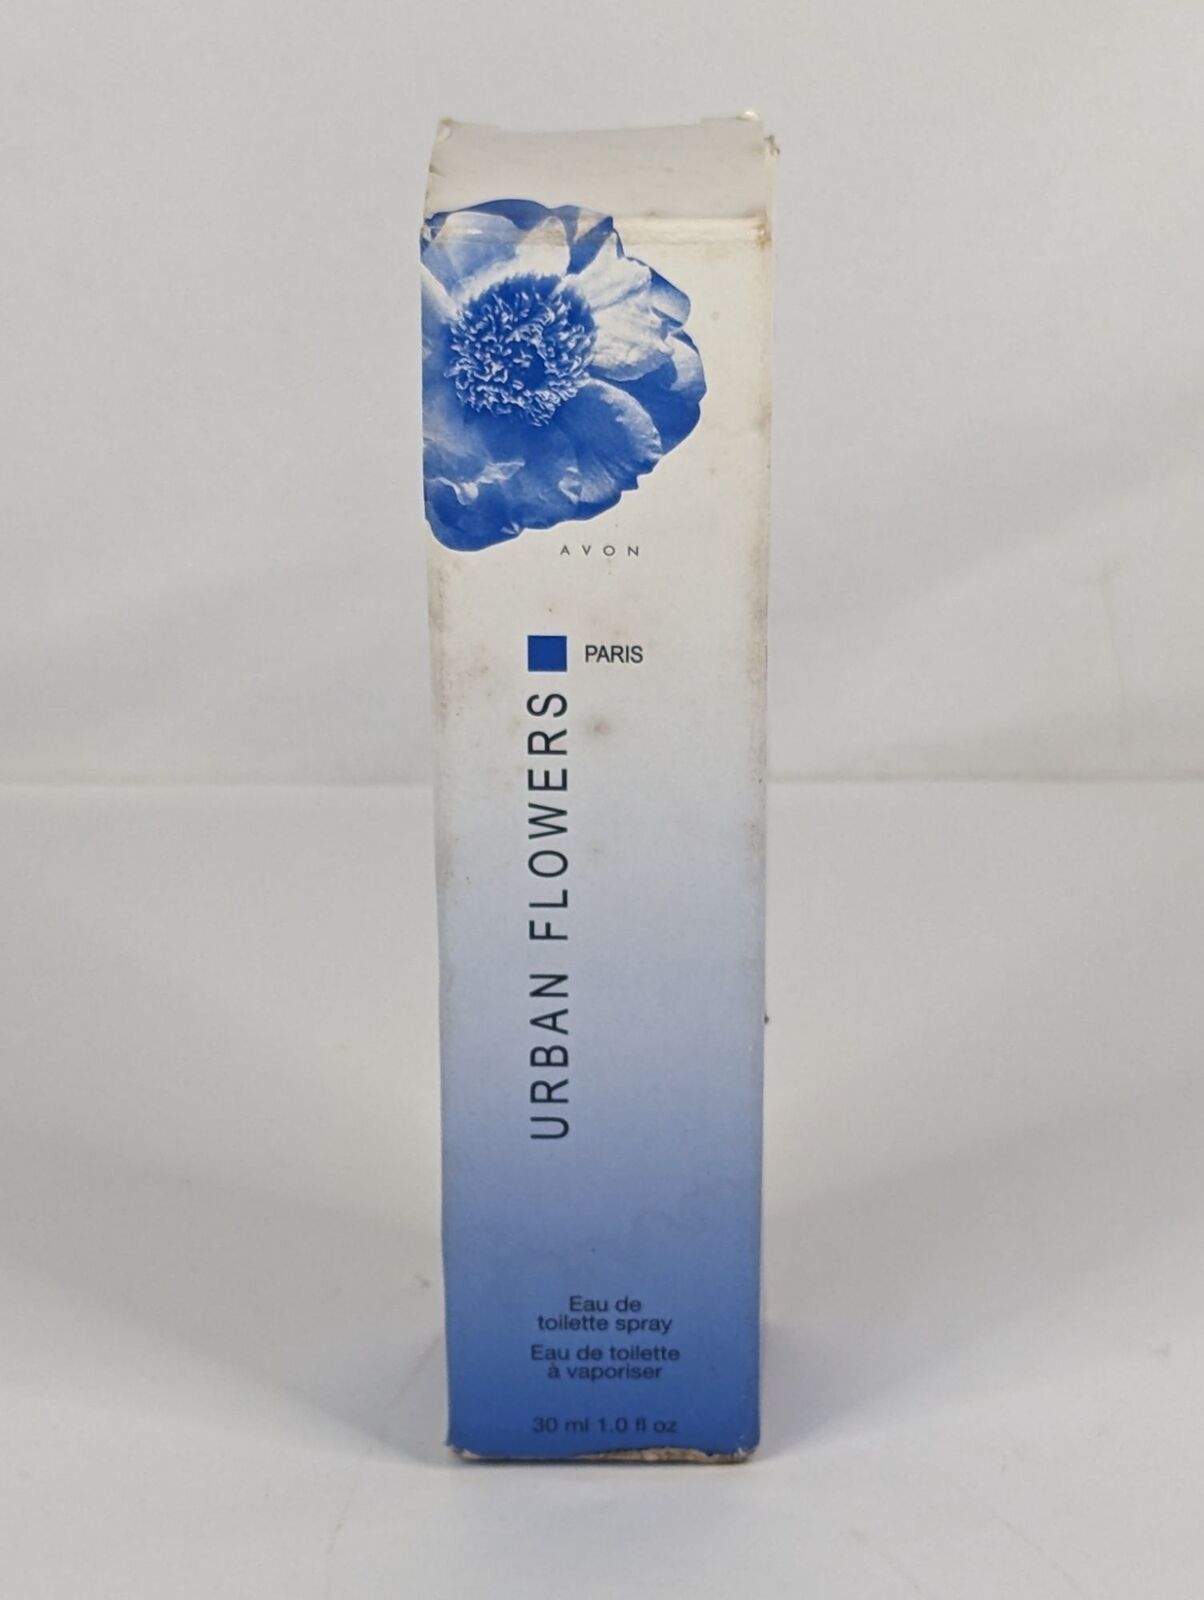 AVON
PARIS
URBAN FLOWERS
Eau de
toilette spray
Eau de toilette
à vaporiser
30 ml 1.0 fl oz